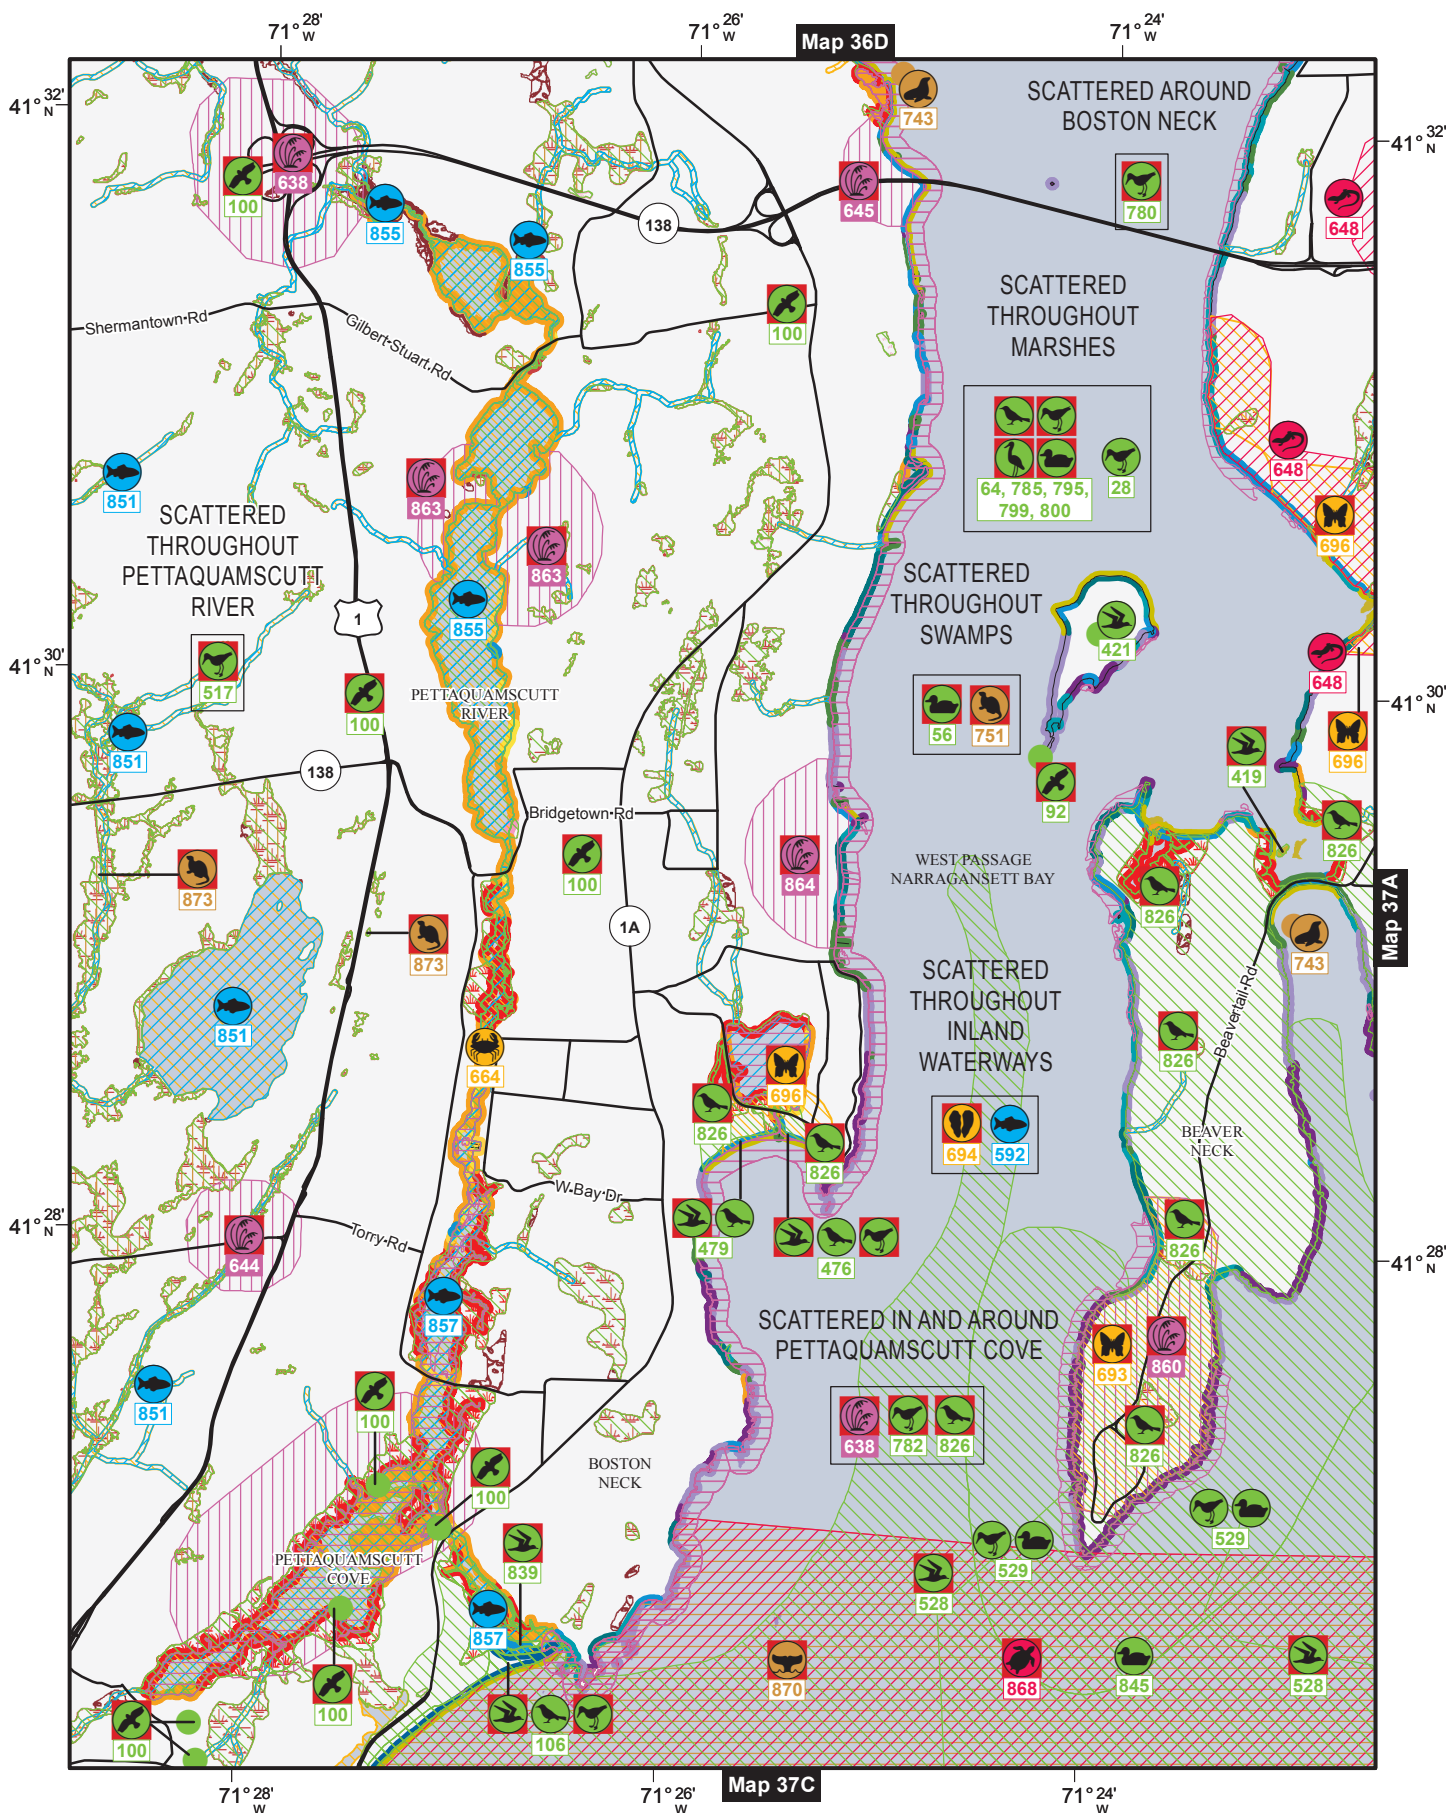 71° 28' W
71° 26' W
71° 24' W
Map 36D
41° 32' N
41° 32' N
743
SCATTERED AROUND
BOSTON NECK
780
638
100
855
855
645
648
138
SCATTERED
THROUGHOUT
MARSHES
Shermantown Rd
Gilbert Stuart Rd
100
64, 785, 795,
799, 800
28
648
851
863
863
696
SCATTERED
THROUGHOUT
PETTAQUAMSCUTT
RIVER
SCATTERED
THROUGHOUT
SWAMPS
1
855
421
41° 30' N
41° 30' N
517
100
PETTAQUAMSCUTT
RIVER
648
56
751
851
696
419
138
92
Bridgetown Rd
826
873
100
864
WEST PASSAGE
NARRAGANSETT BAY
826
Map 37A
1A
873
743
SCATTERED
THROUGHOUT
INLAND
WATERWAYS
Beavertail Rd
851
826
664
696
826
826
694
592
BEAVER
NECK
W Bay Dr
41° 28' N
41° 28' N
644
Torry Rd
479
476
826
857
SCATTERED IN AND AROUND
PETTAQUAMSCUTT COVE
693
860
851
100
638
782
826
826
100
BOSTON
NECK
529
529
PETTAQUAMSCUTT
COVE
839
528
857
870
868
845
528
100
100
106
71° 28' W
71° 26' W
71° 24' W
Map 37C